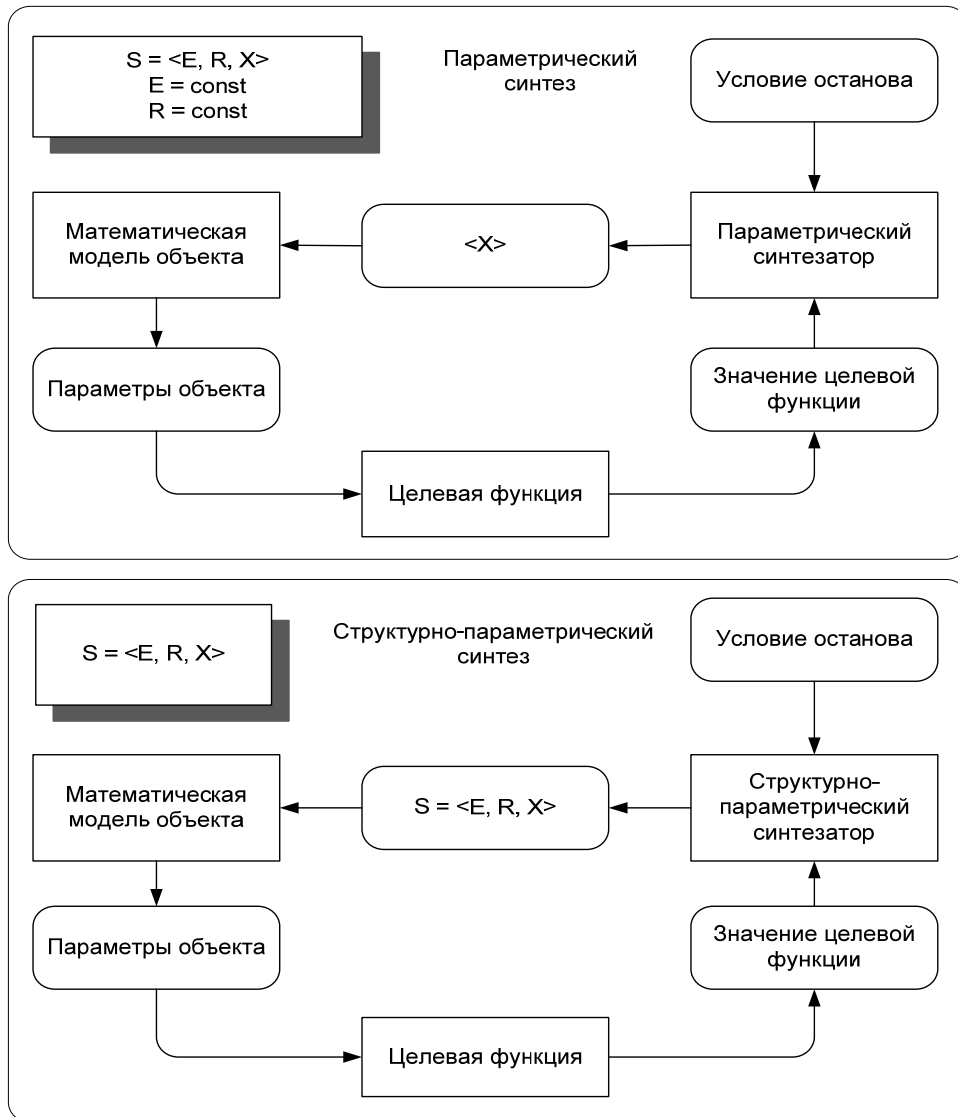 S = <E, R, X>
E = const
R = const
Параметрический
синтез
Условие останова
Математическая
модель объекта
<X>
Параметрический
синтезатор
Параметры объекта
Значение целевой
функции
Целевая функция
S = <E, R, X>
Структурно-параметрический
синтез
Условие останова
Математическая
модель объекта
S = <E, R, X>
Структурно-
параметрический
синтезатор
Параметры объекта
Значение целевой
функции
Целевая функция